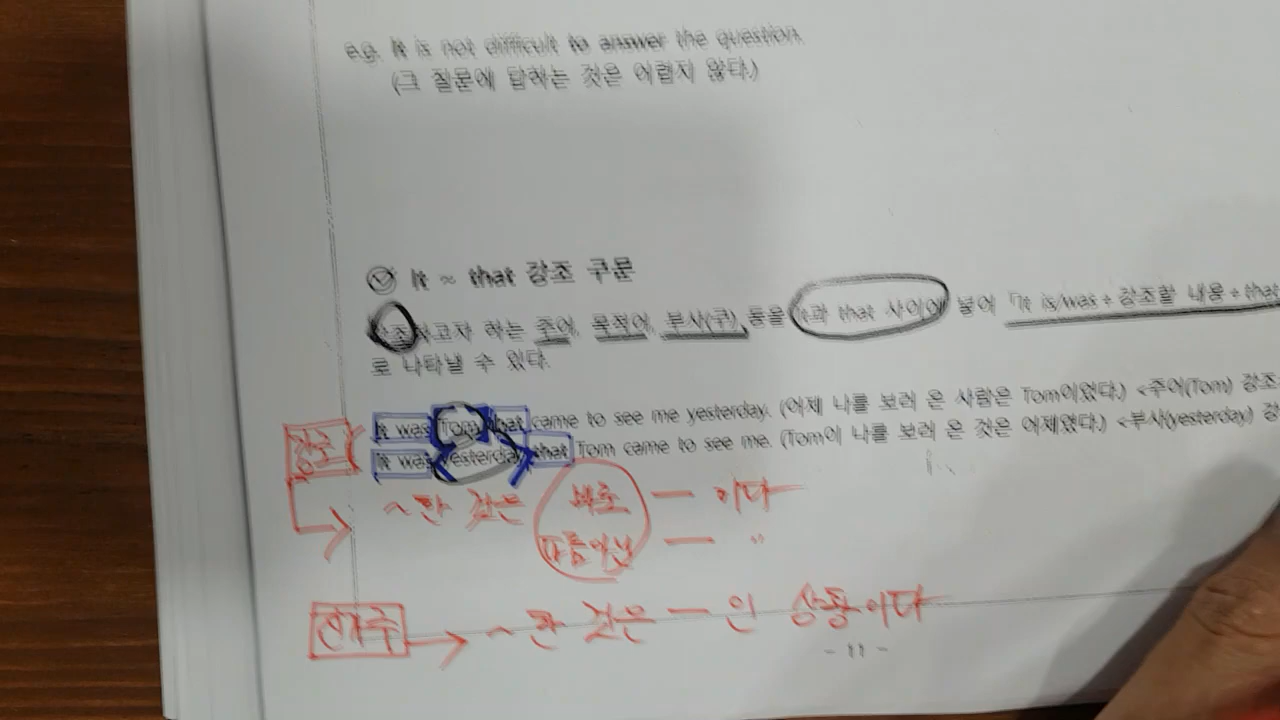 e.g. It is not difficult to answer the question.
(그 질문에 답하는 것은 어렵지 않다.)
It ~ that 강조 구문
강조하고자 하는 주어, 목적어, 부사(구) 등을 It과 that 사이에 넣어 「It is/was + 강조할 내용 + that
로 나타낼 수 있다.
It was Tom that came to see me yesterday. (어제 나를 보러 온 사람은 Tom이었다.) <주어(Tom) 강조
It was yesterday that Tom came to see me. (Tom이 나를 보러 온 것은 어제였다.) <부사(yesterday) 강
강조
~한 것은 바로 — 이다
다름아닌 — "
진가주 → ~한 것은 — 인 상황이다
- 11 -